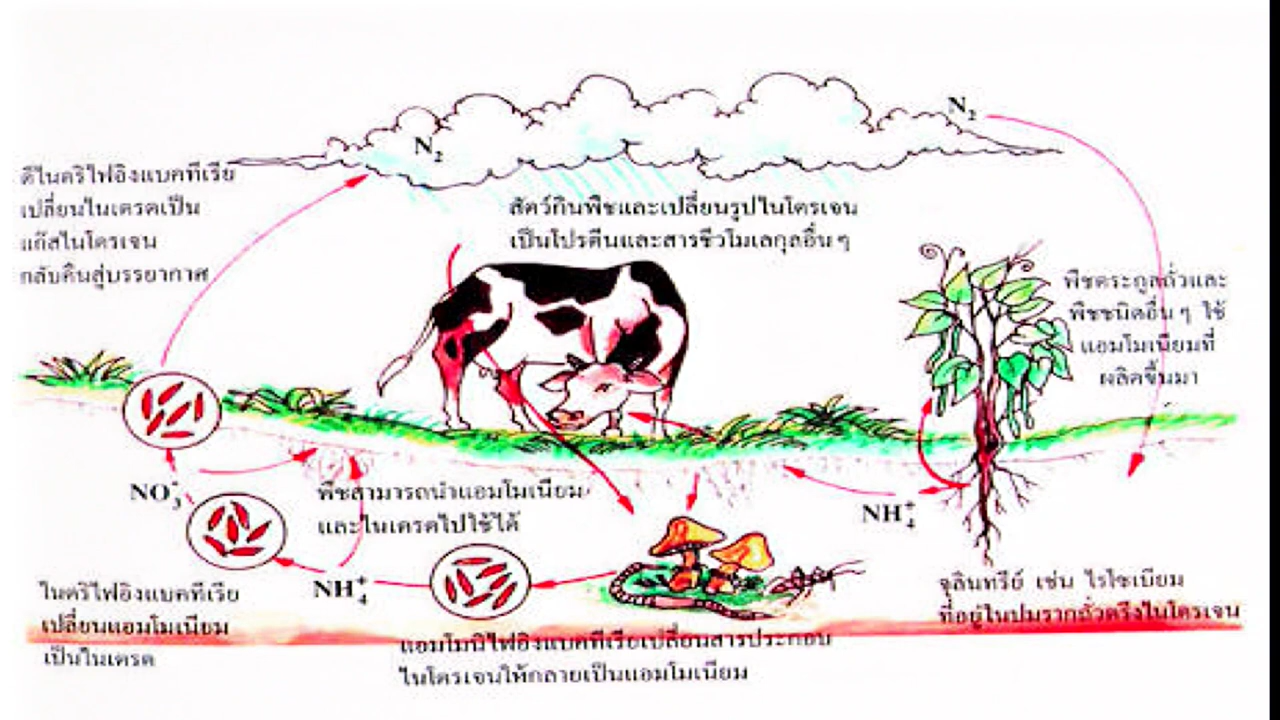 N₂
N₂
ดีไนตริไฟอิงแบคทีเรีย
เปลี่ยนไนเตรตเป็น
แก๊สไนโตรเจน
กลับคืนสู่บรรยากาศ
สัตว์กินพืชและเปลี่ยนรูปไนโตรเจน
เป็นโปรตีนและสารชีวโมเลกุลอื่น ๆ
พืชตระกูลถั่วและ
พืชชนิดอื่น ๆ ใช้
แอมโมเนียมที่
ผลิตขึ้นมา
NO₃⁻
พืชสามารถนำแอมโมเนียม
และไนเตรตไปใช้ได้
NH₄⁺
NH₄⁺
ไนตริไฟอิงแบคทีเรีย
เปลี่ยนแอมโมเนียม
เป็นไนเตรต
แอมโมนิไฟอิงแบคทีเรียเปลี่ยนสารประกอบ
ไนโตรเจนให้กลายเป็นแอมโมเนียม
จุลินทรีย์ เช่น ไรโซเบียม
ที่อยู่ในปมรากถั่วตรึงไนโตรเจน